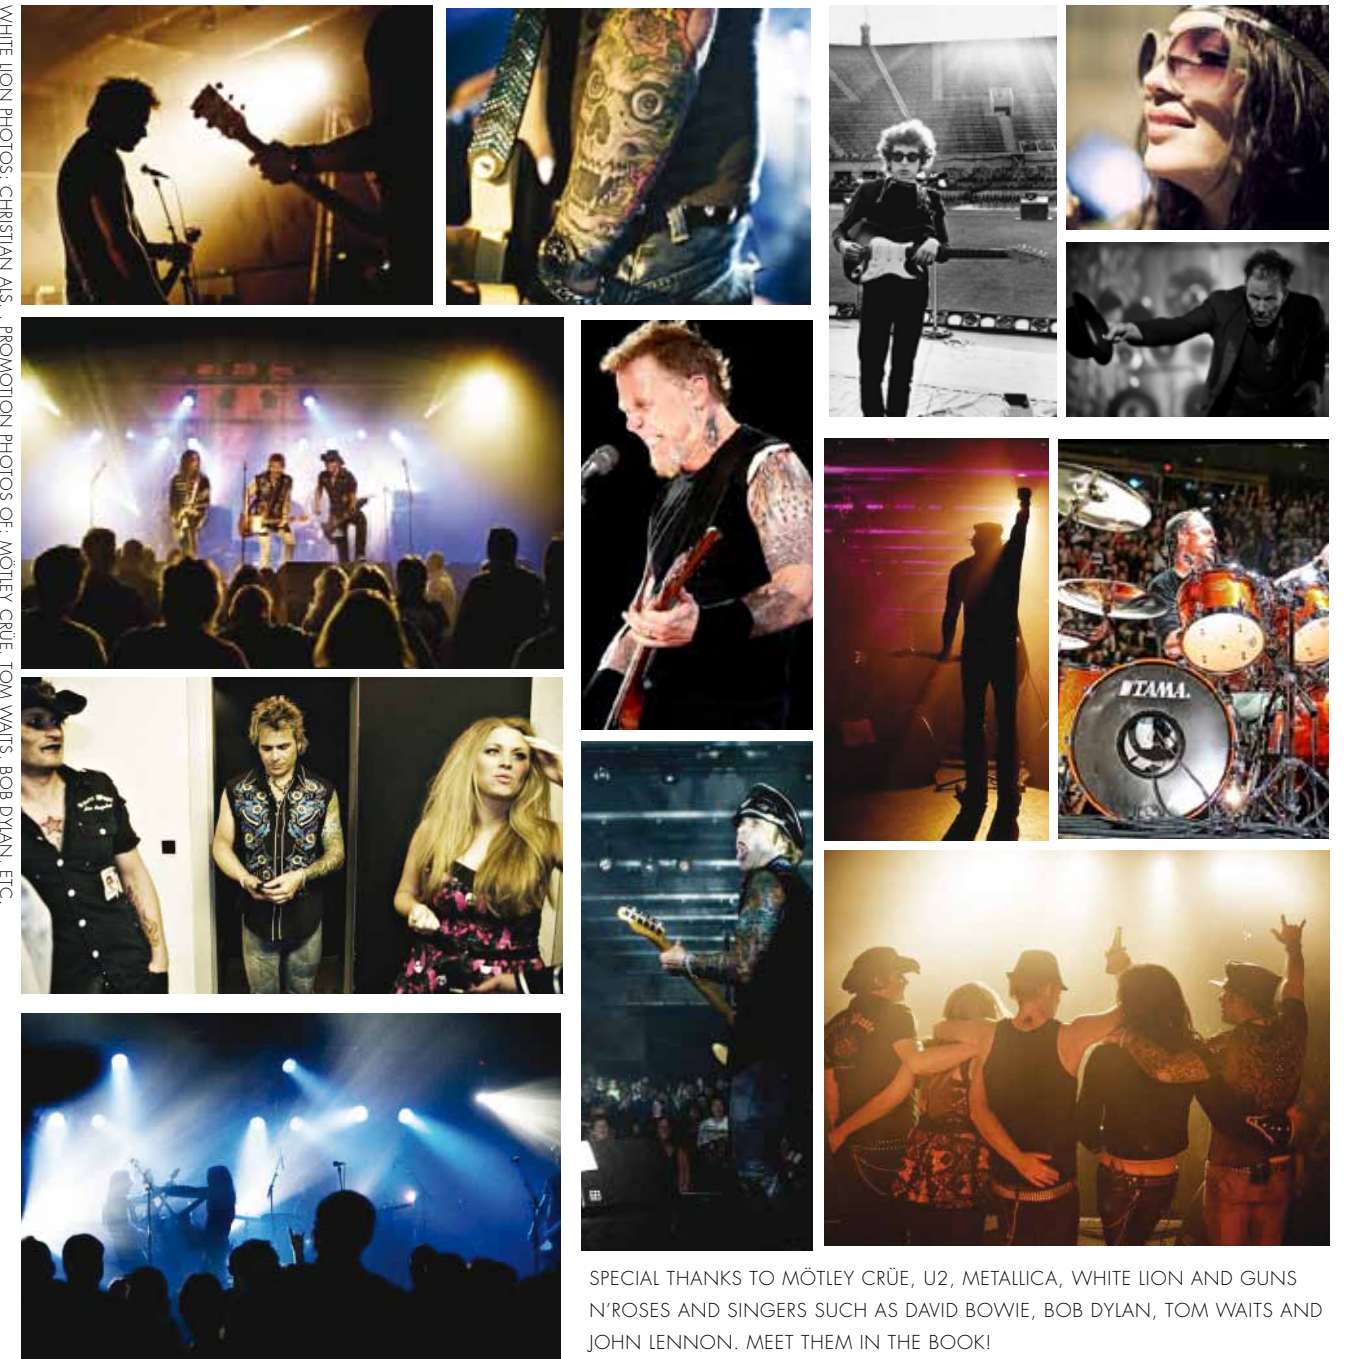 WHITE LION PHOTOS: CHRISTIAN ALS, . PROMOTION PHOTOS OF: MÖTLEY CRÜE, TOM WAITS, BOB DYLAN, ETC.
TAMA.
SPECIAL THANKS TO MÖTLEY CRÜE, U2, METALLICA, WHITE LION AND GUNS
N’ROSES AND SINGERS SUCH AS DAVID BOWIE, BOB DYLAN, TOM WAITS AND
JOHN LENNON. MEET THEM IN THE BOOK!